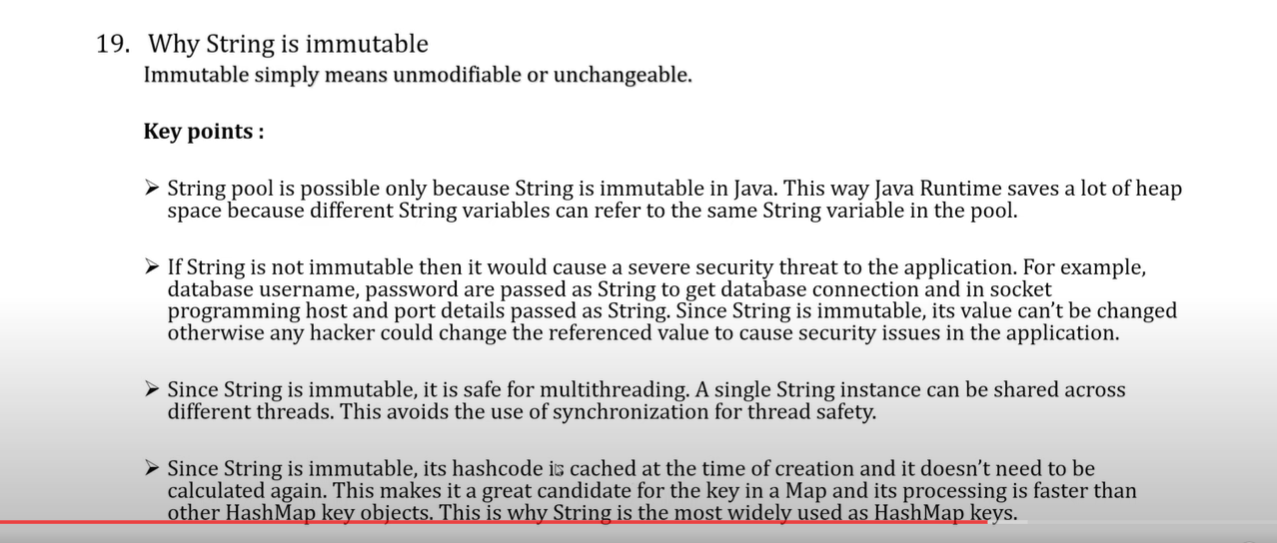 19. Why String is immutable
Immutable simply means unmodifiable or unchangeable.
Key points :
➤ String pool is possible only because String is immutable in Java. This way Java Runtime saves a lot of heap
space because different String variables can refer to the same String variable in the pool.
➤ If String is not immutable then it would cause a severe security threat to the application. For example,
database username, password are passed as String to get database connection and in socket
programming host and port details passed as String. Since String is immutable, its value can't be changed
otherwise any hacker could change the referenced value to cause security issues in the application.
➤ Since String is immutable, it is safe for multithreading. A single String instance can be shared across
different threads. This avoids the use of synchronization for thread safety.
➤ Since String is immutable, its hashcode is cached at the time of creation and it doesn't need to be
calculated again. This makes it a great candidate for the key in a Map and its processing is faster than
other HashMap key objects. This is why String is the most widely used as HashMap keys.